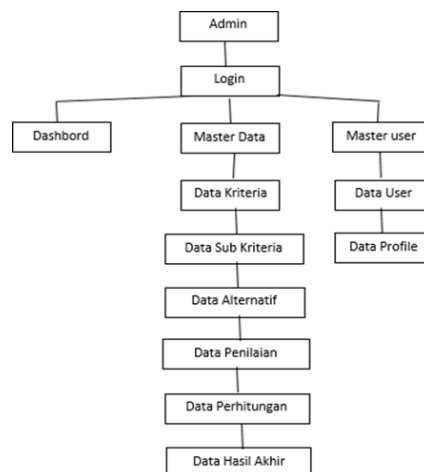 Admin
Login
Dashbord
Master Data
Master user
Data Kriteria
Data User
Data Sub Kriteria
Data Profile
Data Alternatif
Data Penilaian
Data Perhitungan
Data Hasil Akhir